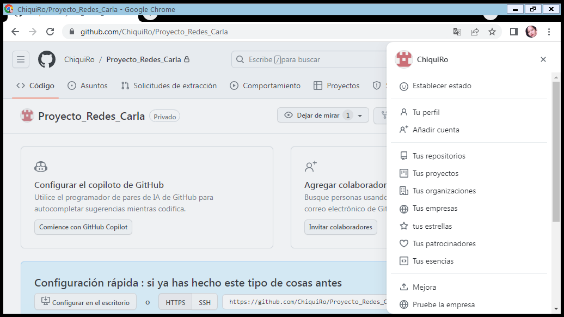 ChiquiRo/Proyecto_Redes_Carla - Google Chrome
github.com/ChiquiRo/Proyecto_Redes_Carla
ChiquiRo / Proyecto_Redes_Carla
Escribe / para buscar
Código
Asuntos
Solicitudes de extracción
Comportamiento
Proyectos
Proyecto_Redes_Carla
Privado
Dejar de mirar 1
Configurar el copiloto de GitHub
Utilice el programador de pares de IA de GitHub para
autocompletar sugerencias mientras codifica.
Comience con GitHub Copilot
Agregar colaborador
Busque personas usando
correo electrónico de Git
Invitar colaboradores
Configuración rápida : si ya has hecho este tipo de cosas antes
Configurar en el escritorio
o
HTTPS
SSH
https://github.com/ChiquiRo/Proyecto_Redes_C
ChiquiRo
Establecer estado
Tu perfil
Añadir cuenta
Tus repositorios
Tus proyectos
Tus organizaciones
Tus empresas
tus estrellas
Tus patrocinadores
Tus esencias
Mejora
Pruebe la empresa